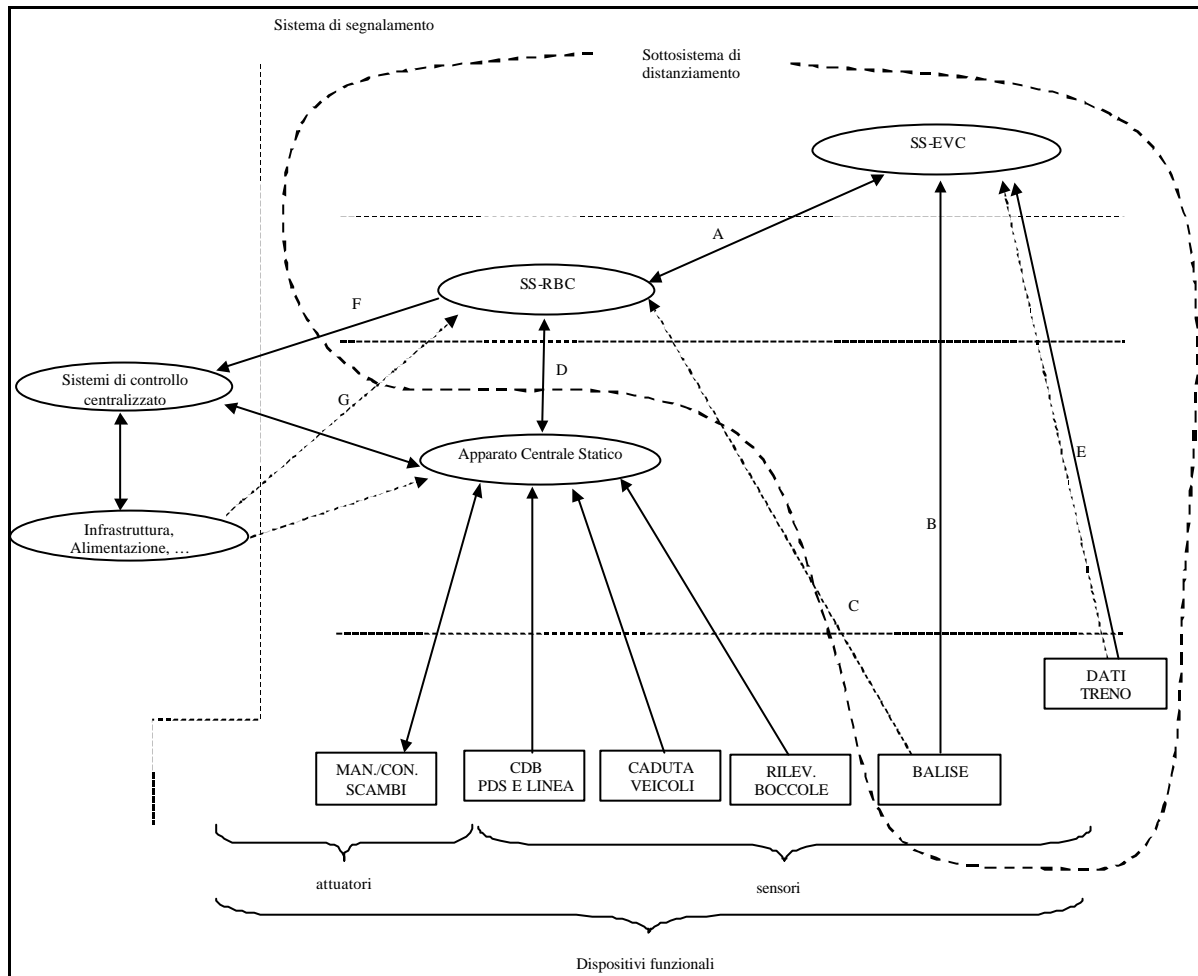 Sistema di segnalamento
Sottosistema di
distanziamento
SS-EVC
A
SS-RBC
F
D
Sistemi di controllo
centralizzato
G
Apparato Centrale Statico
E
B
Infrastruttura,
Alimentazione, …
C
DATI
TRENO
MAN./CON.
SCAMBI
CDB
PDS E LINEA
CADUTA
VEICOLI
RILEV.
BOCCOLE
BALISE
attuatori
sensori
Dispositivi funzionali